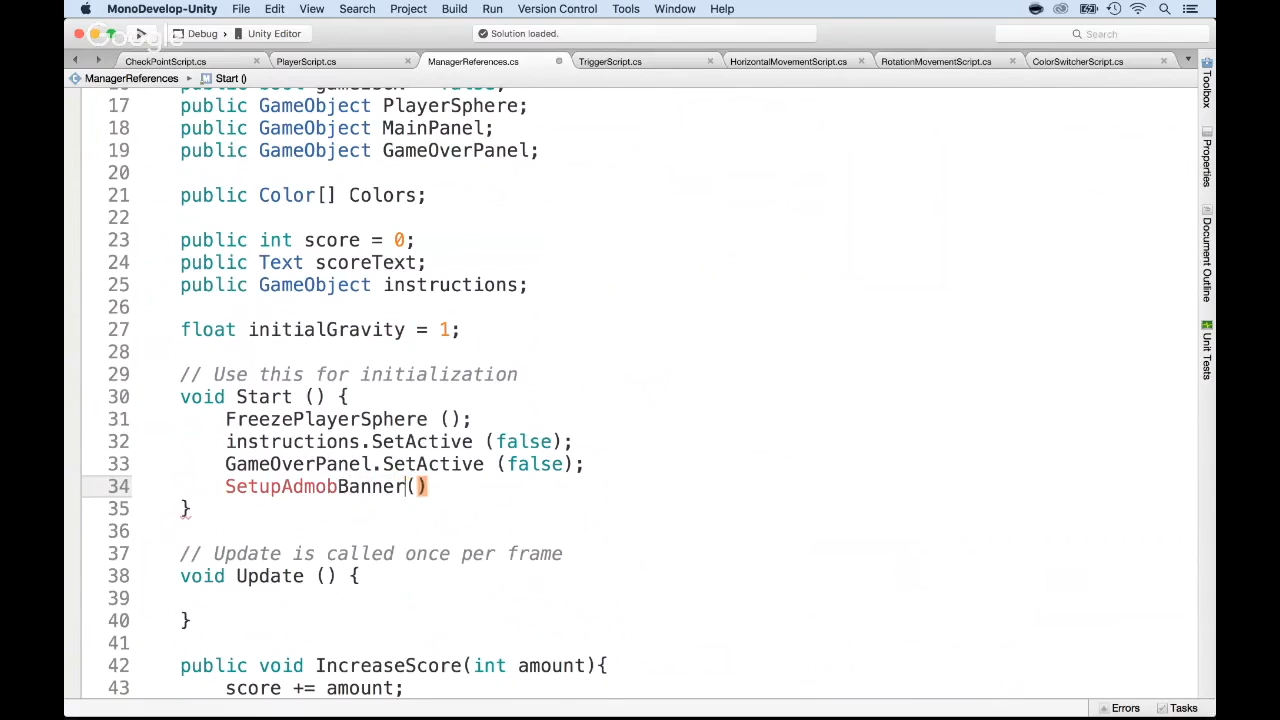 MonoDevelop-Unity File Edit View Search Project Build Run Version Control Tools Window Help
Google
Debug › Unity Editor
Solution loaded.
Search
CheckPointScript.cs
PlayerScript.cs
ManagerReferences.cs
TriggerScript.cs
HorizontalMovementScript.cs
RotationMovementScript.cs
ColorSwitcherScript.cs
ManagerReferences ▸ Start ()
17 public GameObject PlayerSphere;
18 public GameObject MainPanel;
19 public GameObject GameOverPanel;
20
21 public Color[] Colors;
22
23 public int score = 0;
24 public Text scoreText;
25 public GameObject instructions;
26
27 float initialGravity = 1;
28
29 // Use this for initialization
30 void Start () {
31 FreezePlayerSphere ();
32 instructions.SetActive (false);
33 GameOverPanel.SetActive (false);
34 SetupAdmobBanner()
35 }
36
37 // Update is called once per frame
38 void Update () {
39
40 }
41
42 public void IncreaseScore(int amount){
43 score += amount;
Toolbox
Properties
Document Outline
Unit Tests
Errors Tasks